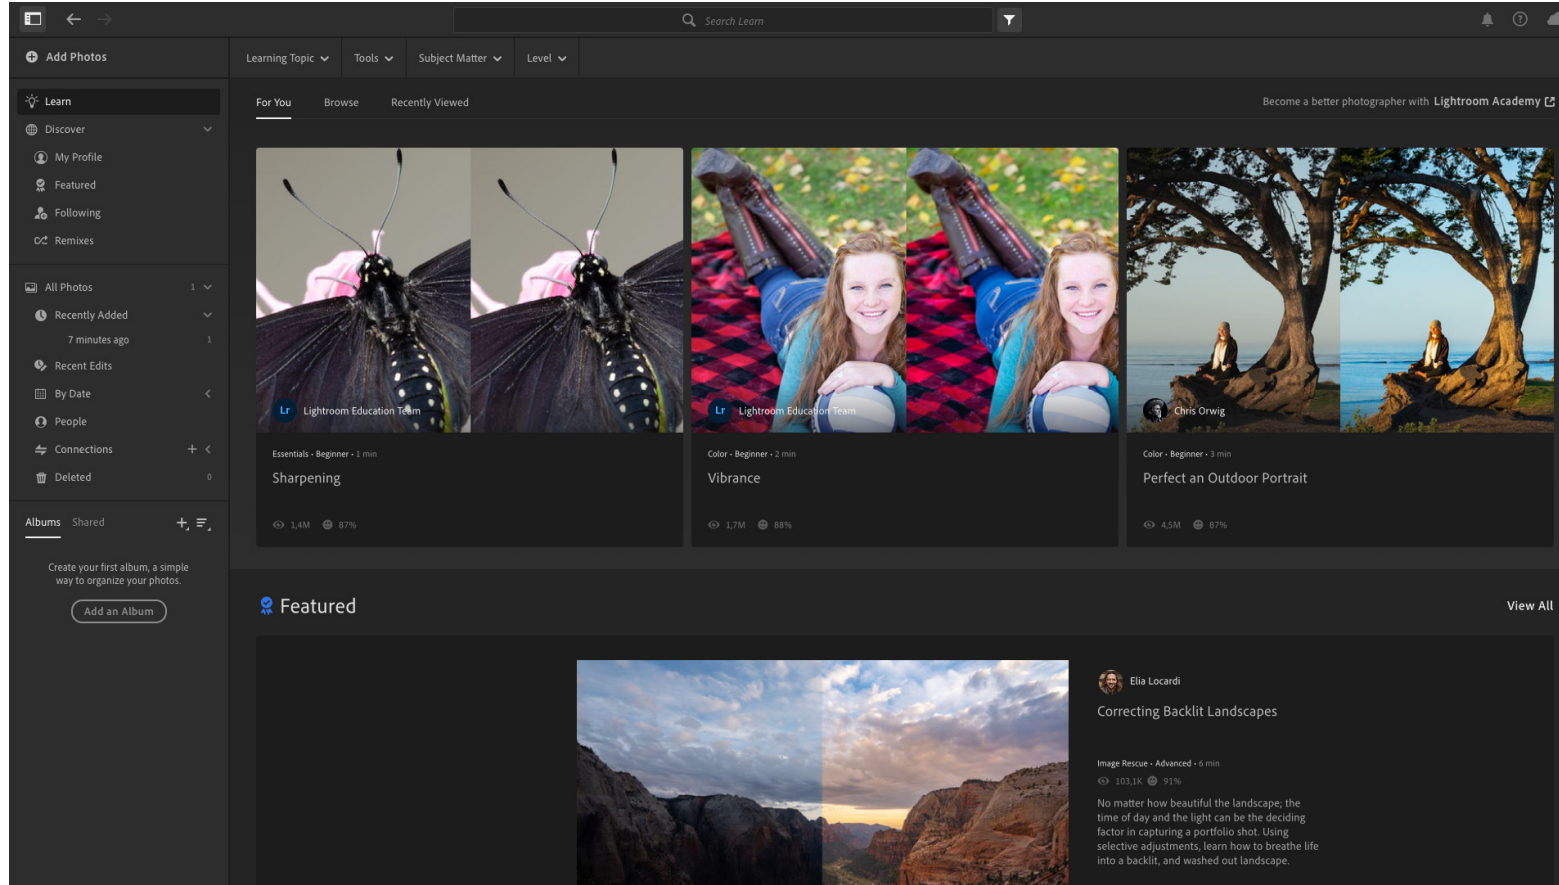 Search Learn
Add Photos
Learning Topic
Tools
Subject Matter
Level
Learn
Discover
My Profile
Featured
Following
Remixes
All Photos 1
Recently Added
7 minutes ago 1
Recent Edits
By Date
People
Connections
Deleted 0
Albums Shared
Create your first album, a simple
way to organize your photos.
Add an Album
For You Browse Recently Viewed
Become a better photographer with Lightroom Academy
Lr Lightroom Education Team
Essentials • Beginner • 1 min
Sharpening
1,4M 87%
Lr Lightroom Education Team
Color • Beginner • 2 min
Vibrance
1,7M 88%
Chris Orwig
Color • Beginner • 3 min
Perfect an Outdoor Portrait
4,5M 87%
Featured
View All
Elia Locardi
Correcting Backlit Landscapes
Image Rescue • Advanced • 6 min
103,1K 91%
No matter how beautiful the landscape; the
time of day and the light can be the deciding
factor in capturing a portfolio shot. Using
selective adjustments, learn how to breathe life
into a backlit, and washed out landscape.